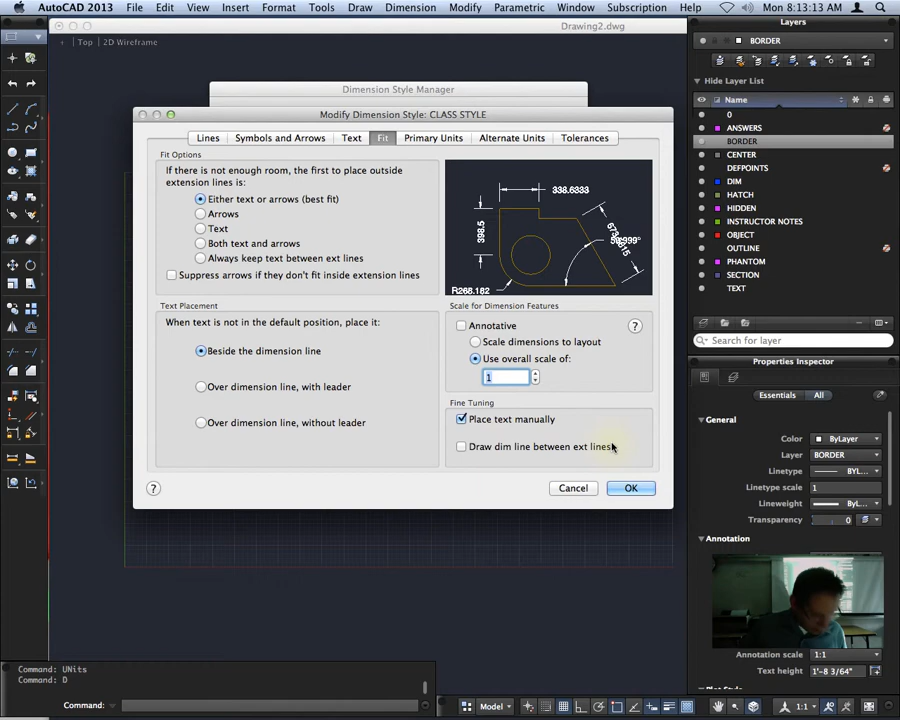 AutoCAD 2013 File Edit View Insert Format Tools Draw Dimension Modify Parametric Window Subscription Help Mon 8:13:13 AM
Drawing2.dwg
Top | 2D Wireframe
Dimension Style Manager
Modify Dimension Style: CLASS STYLE
Lines Symbols and Arrows Text Fit Primary Units Alternate Units Tolerances
Fit Options
If there is not enough room, the first to place outside
extension lines is:
Either text or arrows (best fit)
Arrows
Text
Both text and arrows
Always keep text between ext lines
Suppress arrows if they don't fit inside extension lines
338.6333
398.5
R268.182
Text Placement
When text is not in the default position, place it:
Beside the dimension line
Over dimension line, with leader
Over dimension line, without leader
Scale for Dimension Features
Annotative
?
Scale dimensions to layout
Use overall scale of:
1
Fine Tuning
Place text manually
Draw dim line between ext lines
?
Cancel
OK
Layers
BORDER
Hide Layer List
Name
0
ANSWERS
BORDER
CENTER
DEFPOINTS
DIM
HATCH
HIDDEN
INSTRUCTOR NOTES
OBJECT
OUTLINE
PHANTOM
SECTION
TEXT
Search for layer
Properties Inspector
Essentials All
General
Color ByLayer
Layer BORDER
Linetype BYL...
Linetype scale 1
Lineweight ByL...
Transparency 0
Annotation
Annotation scale 1:1
Text height 1'-8 3/64"
Plot Style
Command: UNits
Command: D
Command:
Model
1:1